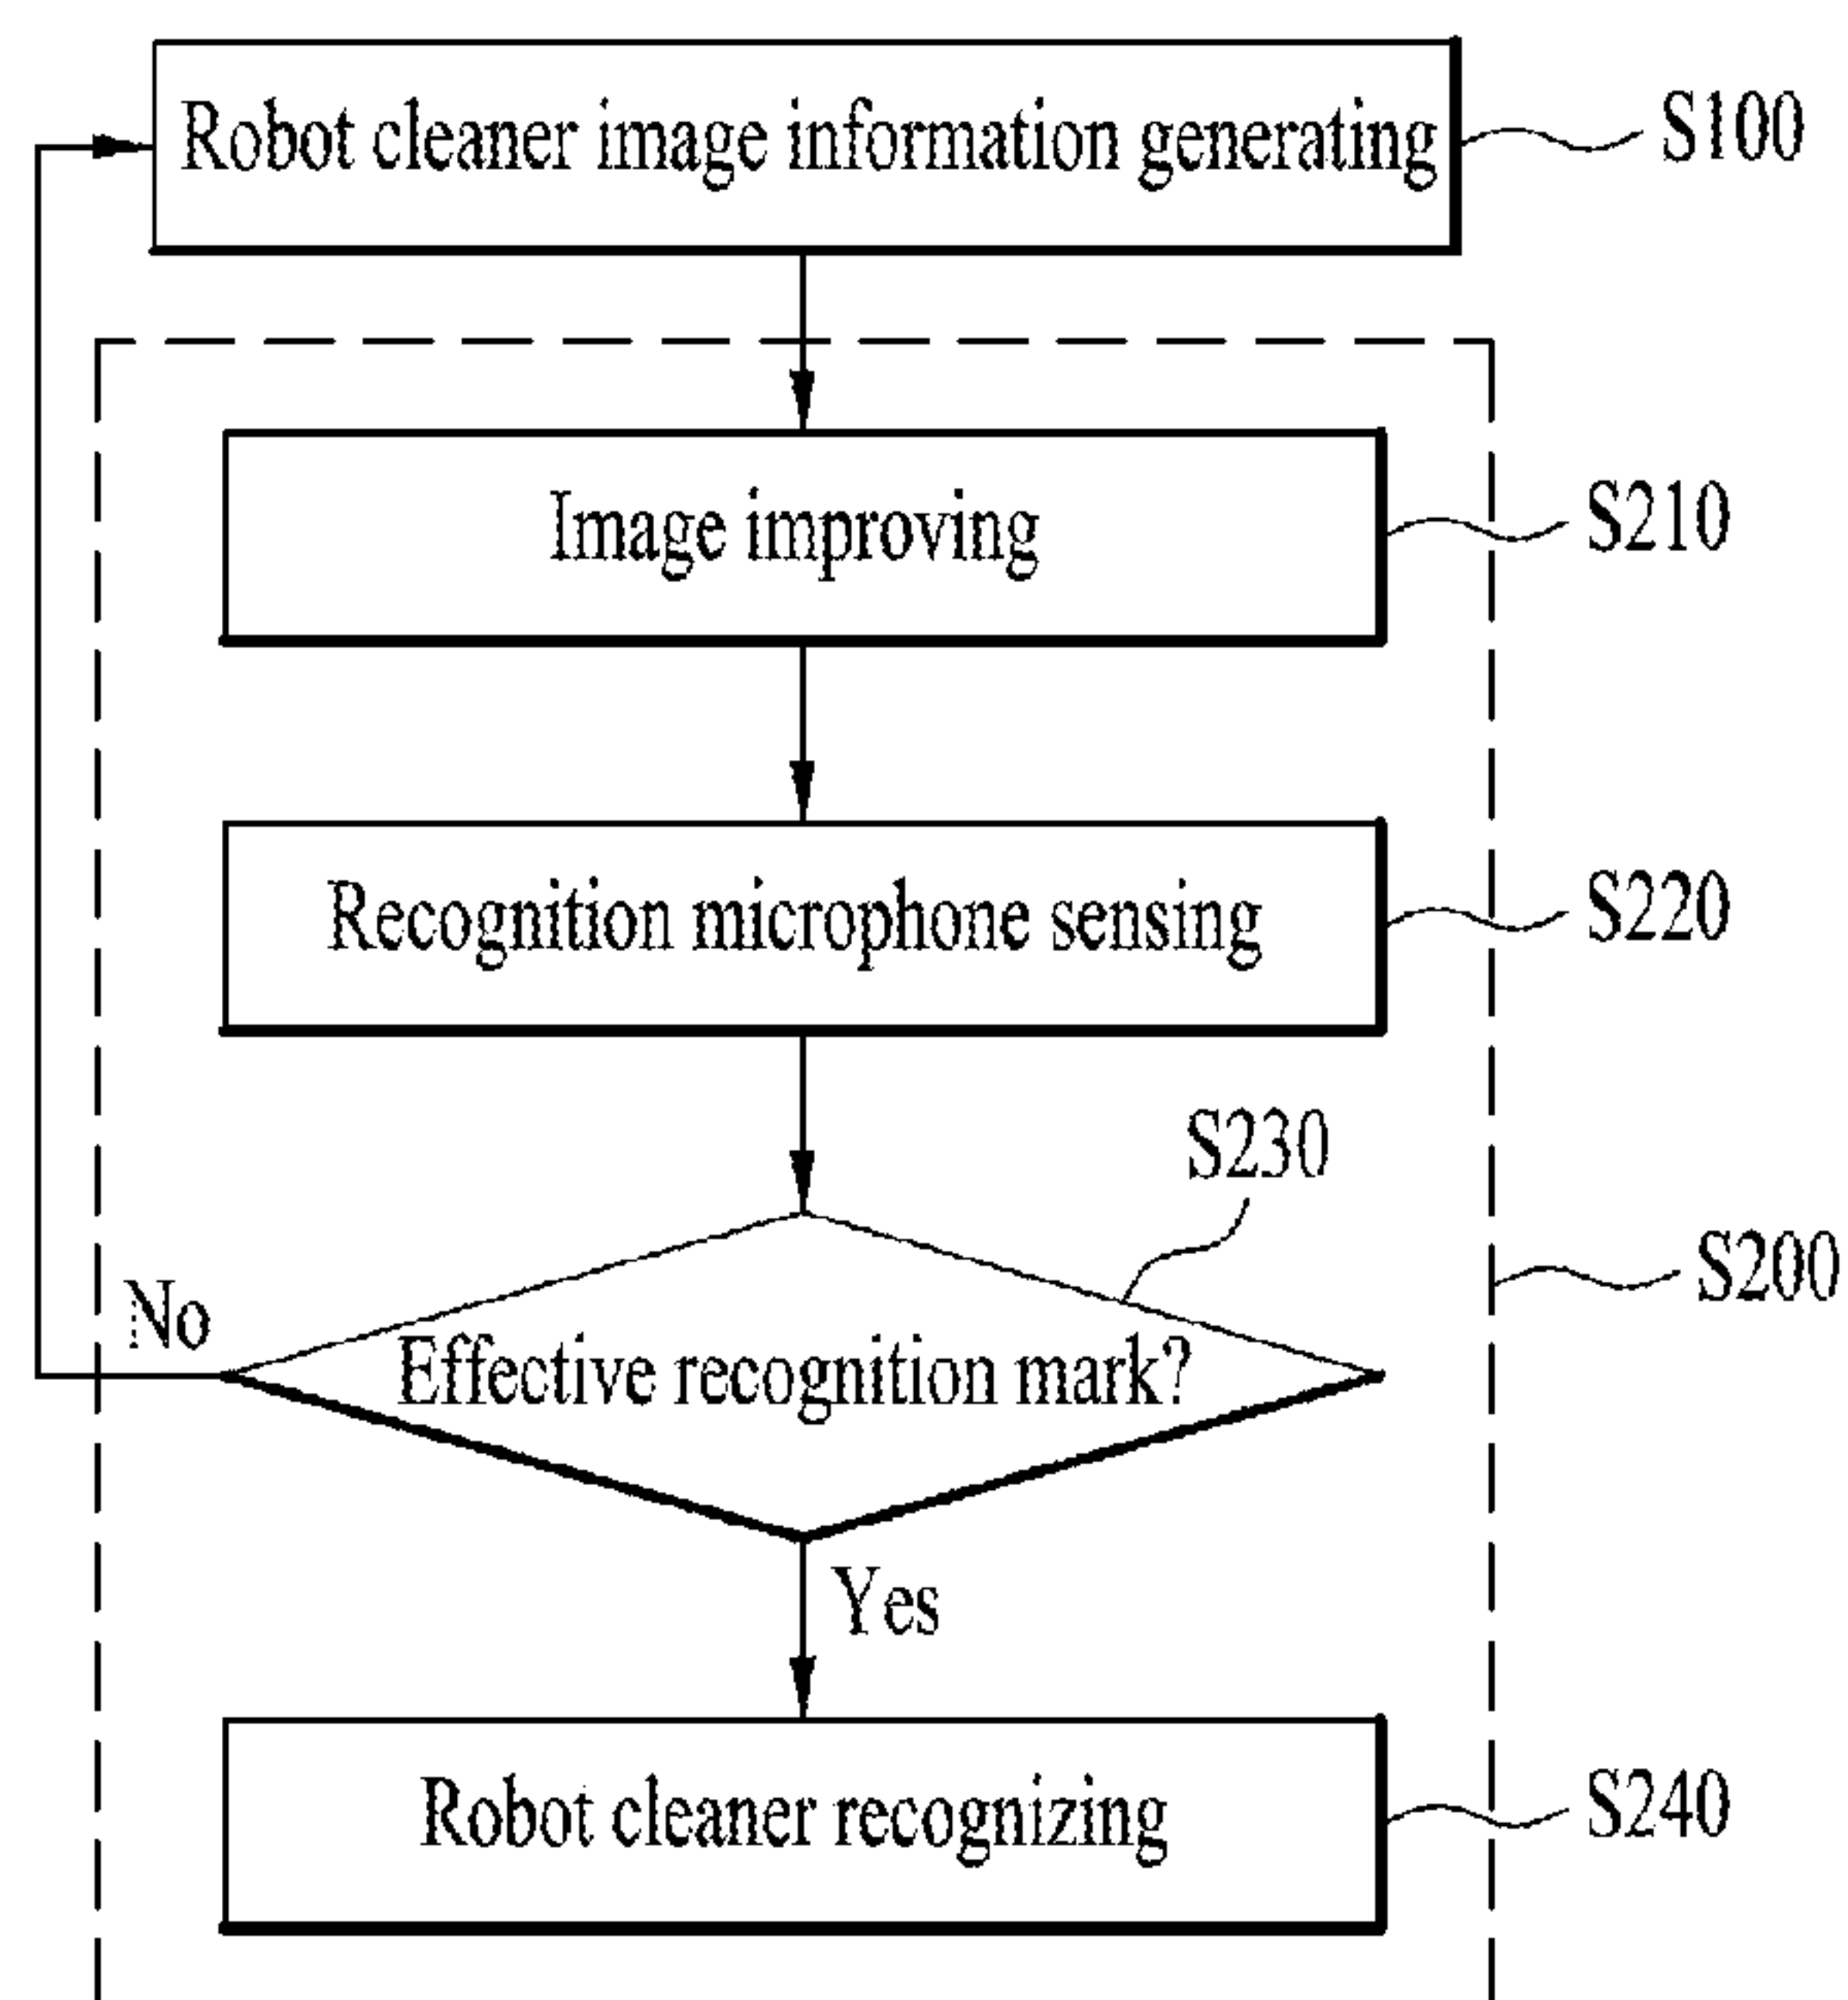 Robot cleaner image information generating
S100
Image improving
S210
Recognition microphone sensing
S220
S230
S200
No
Effective recognition mark?
Yes
Robot cleaner recognizing
S240